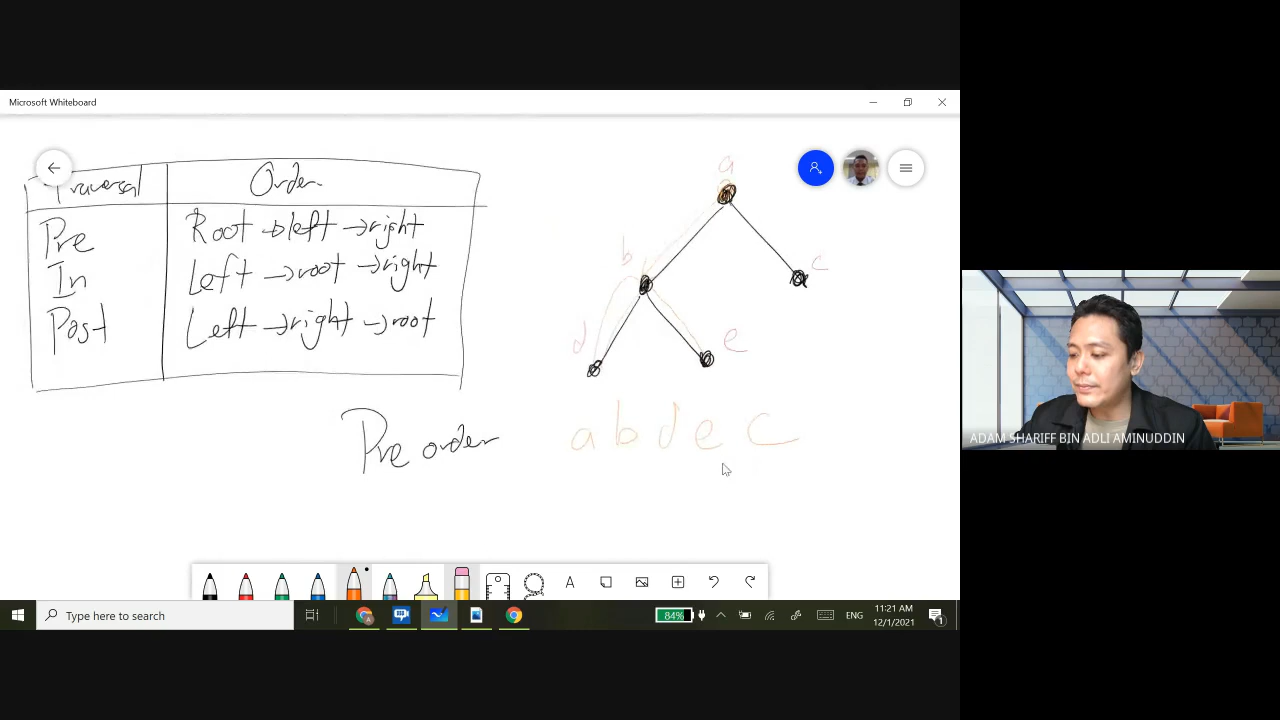 Microsoft Whiteboard
Traversal Order
Pre Root → left → right
In Left → root → right
Post Left → right → root
a
b
c
d
e
Pre order a b d e c
ADAM SHARIFF BIN ADLI AMINUDDIN
A
Type here to search
84%
ENG
11:21 AM
12/1/2021
1